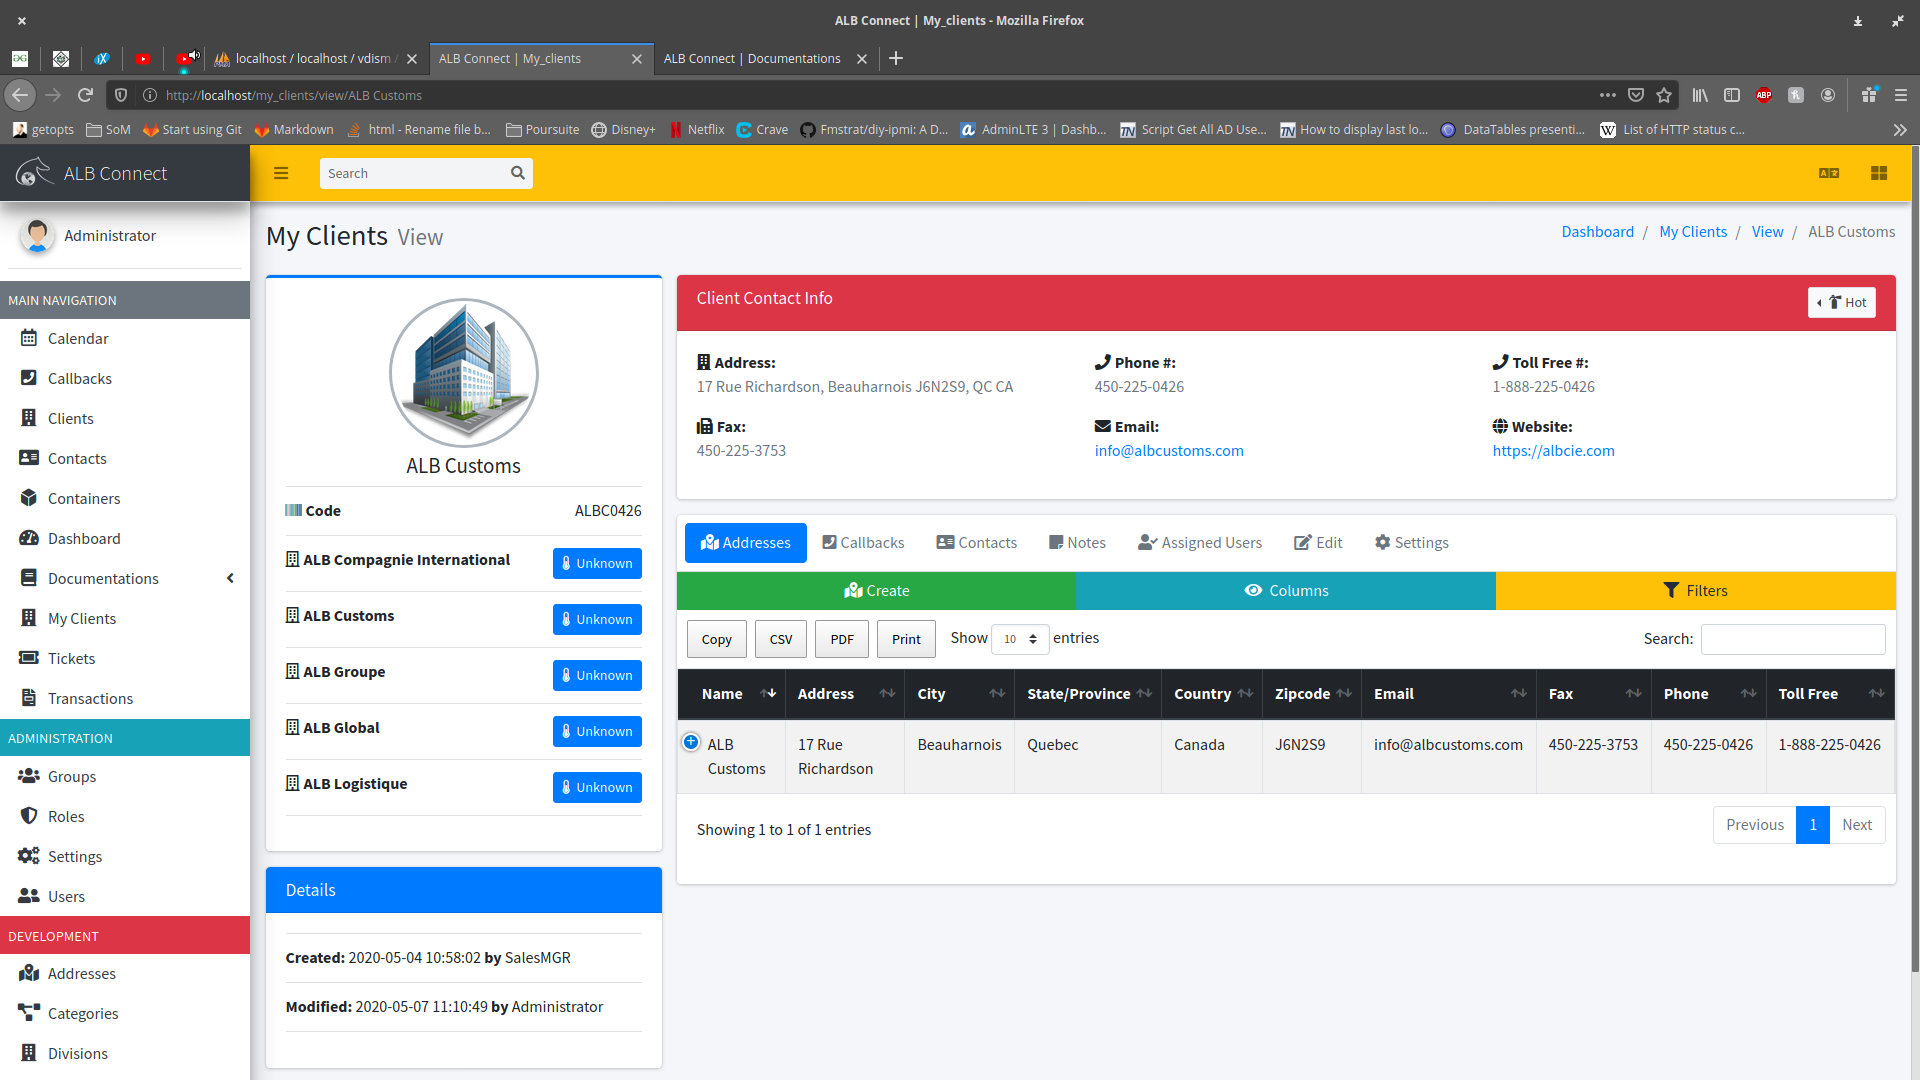 ALB Connect | My_clients - Mozilla Firefox
localhost / localhost / vdism /
ALB Connect | My_clients
ALB Connect | Documentations
http://localhost/my_clients/view/ALB Customs
getopts
SoM
Start using Git
Markdown
html - Rename file b...
Poursuite
Disney+
Netflix
Crave
Fmstrat/diy-ipmi: A D...
AdminLTE 3 | Dashb...
Script Get All AD Use...
How to display last lo...
DataTables presenti...
List of HTTP status c...
ALB Connect
Search
Administrator
MAIN NAVIGATION
Calendar
Callbacks
Clients
Contacts
Containers
Dashboard
Documentations
My Clients
Tickets
Transactions
ADMINISTRATION
Groups
Roles
Settings
Users
DEVELOPMENT
Addresses
Categories
Divisions
My Clients View
Dashboard / My Clients / View / ALB Customs
ALB Customs
Code ALBC0426
ALB Compagnie International Unknown
ALB Customs Unknown
ALB Groupe Unknown
ALB Global Unknown
ALB Logistique Unknown
Details
Created: 2020-05-04 10:58:02 by SalesMGR
Modified: 2020-05-07 11:10:49 by Administrator
Client Contact Info
Hot
Address:
17 Rue Richardson, Beauharnois J6N2S9, QC CA
Phone #:
450-225-0426
Toll Free #:
1-888-225-0426
Fax:
450-225-3753
Email:
info@albcustoms.com
Website:
https://albcie.com
Addresses Callbacks Contacts Notes Assigned Users Edit Settings
Create Columns Filters
Copy CSV PDF Print Show 10 entries Search:
Name Address City State/Province Country Zipcode Email Fax Phone Toll Free
ALB Customs 17 Rue Richardson Beauharnois Quebec Canada J6N2S9 info@albcustoms.com 450-225-3753 450-225-0426 1-888-225-0426
Showing 1 to 1 of 1 entries
Previous 1 Next